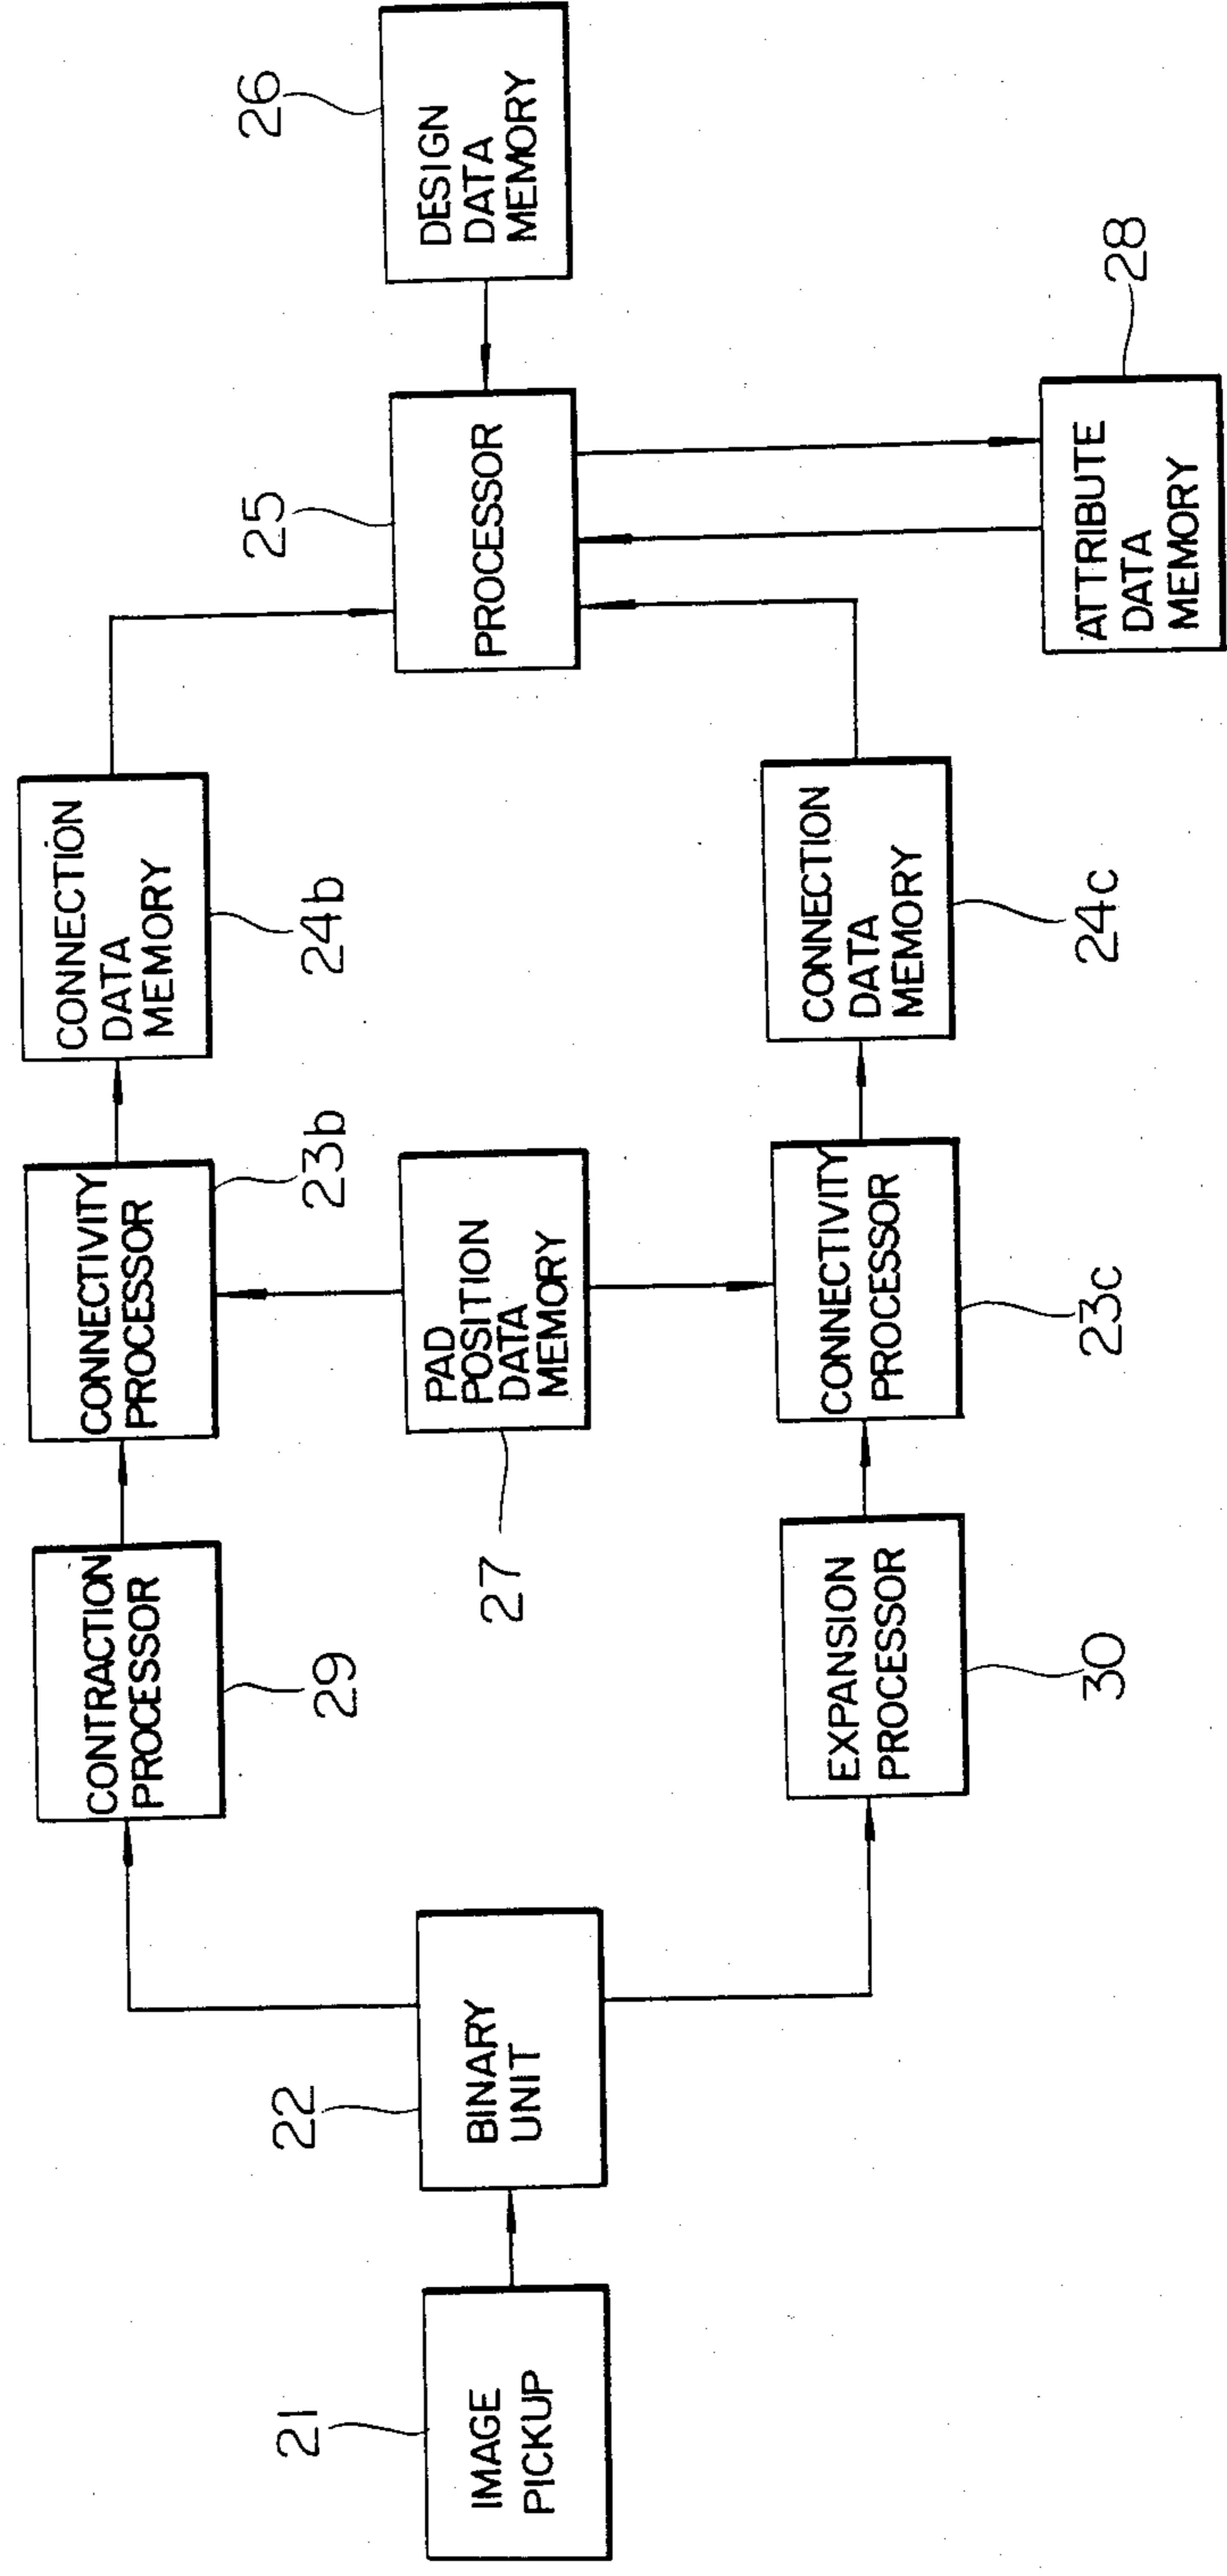 21
IMAGE
PICKUP
22
BINARY
UNIT
29
CONTRACTION
PROCESSOR
23b
CONNECTIVITY
PROCESSOR
24b
CONNECTION
DATA
MEMORY
27
PAD
POSITION
DATA
MEMORY
30
EXPANSION
PROCESSOR
23c
CONNECTIVITY
PROCESSOR
24c
CONNECTION
DATA
MEMORY
25
PROCESSOR
26
DESIGN
DATA
MEMORY
28
ATTRIBUTE
DATA
MEMORY